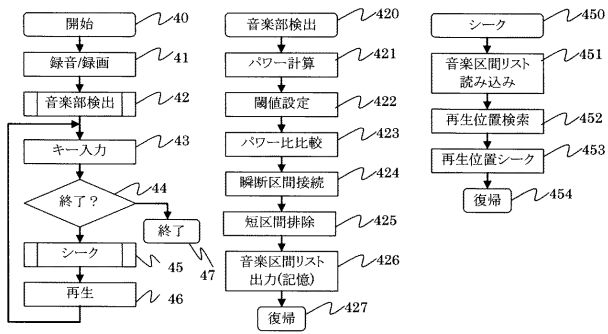 開始
40
録音/録画
41
音楽部検出
42
キー入力
43
終了？
44
終了
47
シーク
45
再生
46
音楽部検出
420
パワー計算
421
閾値設定
422
パワー比比較
423
瞬断区間接続
424
短区間排除
425
音楽区間リスト
出力(記憶)
426
復帰
427
シーク
450
音楽区間リスト
読み込み
451
再生位置検索
452
再生位置シーク
453
復帰
454